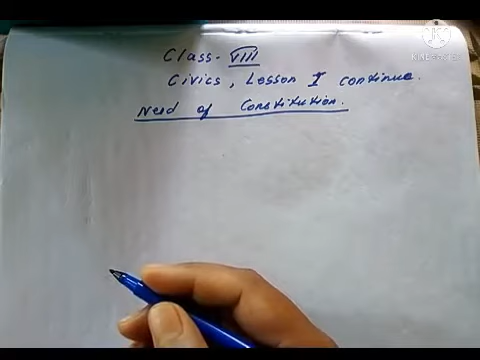 Class - VIII
Civics, Lesson I continue.
Need of Constitution.